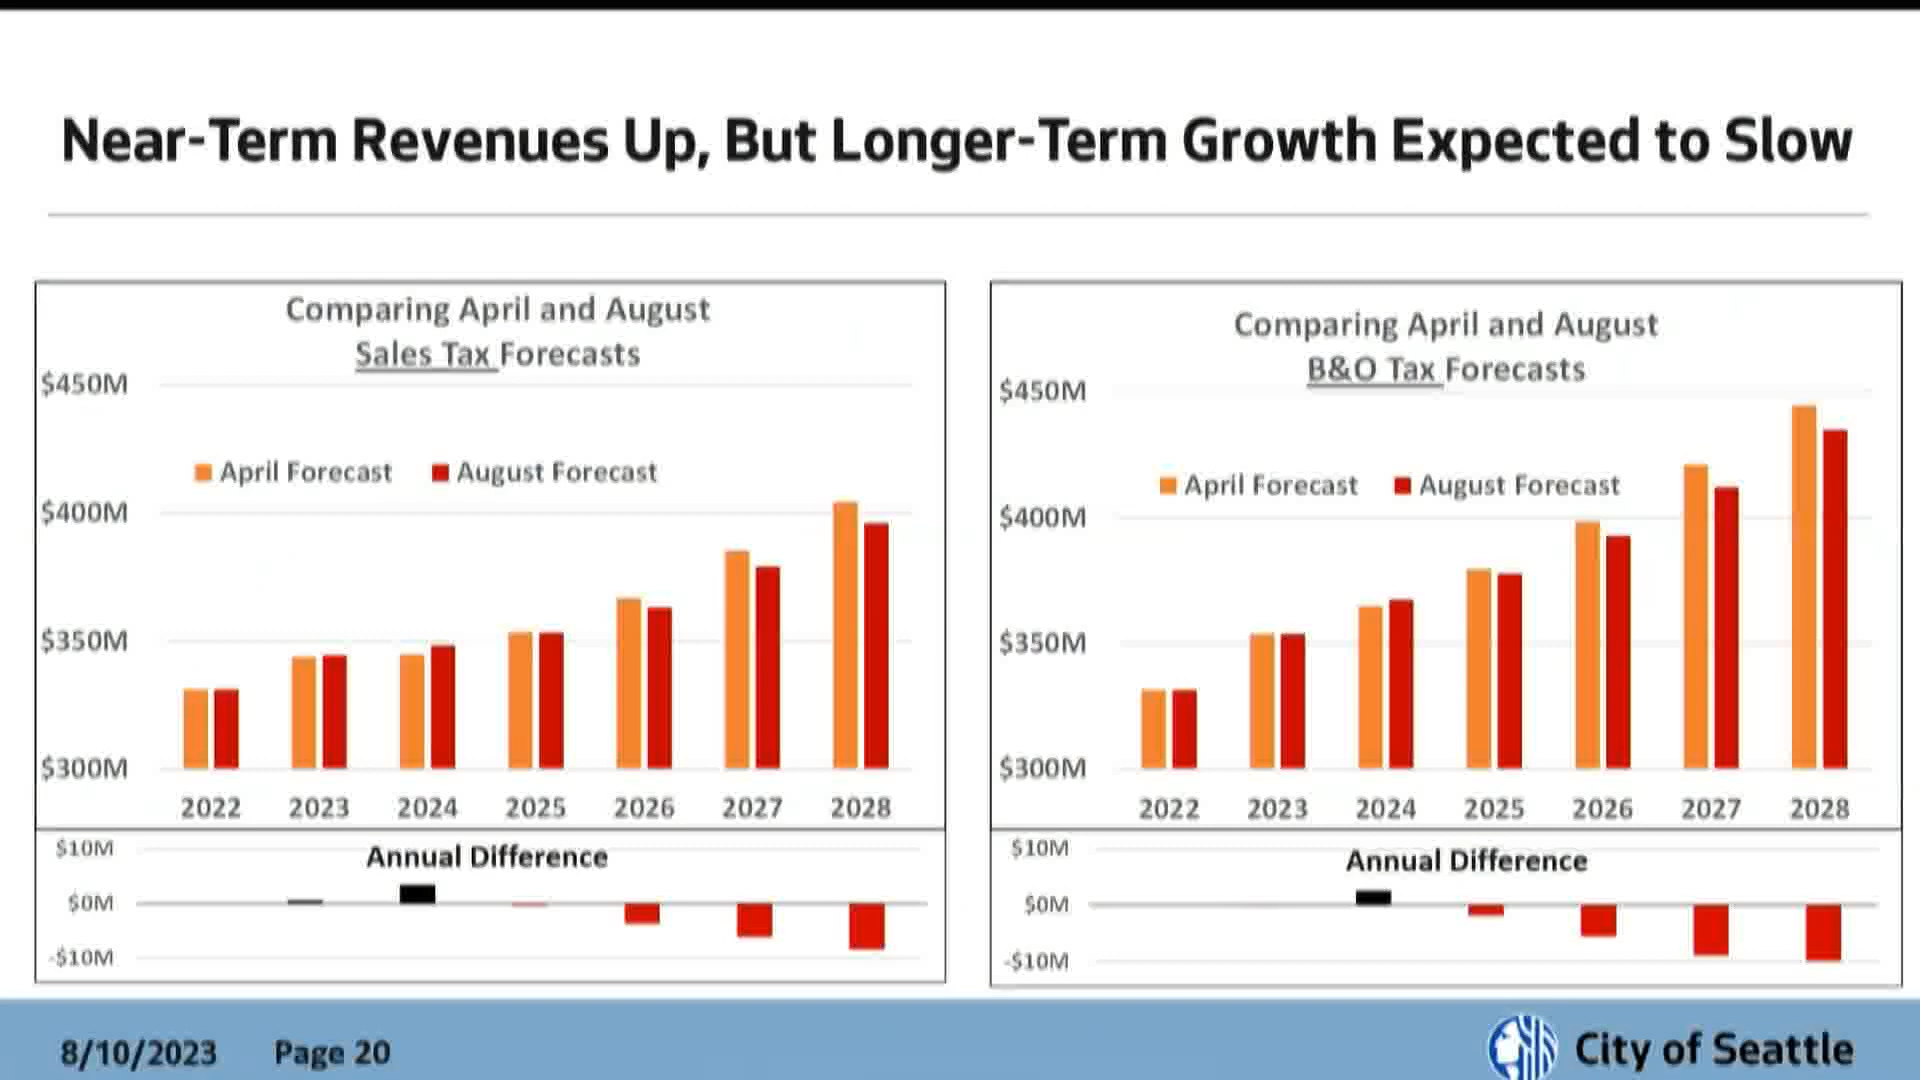 Near-Term Revenues Up, But Longer-Term Growth Expected to Slow
Comparing April and August
Sales Tax Forecasts
$450M
April Forecast August Forecast
$400M
$350M
$300M
2022 2023 2024 2025 2026 2027 2028
$10M
Annual Difference
$0M
-$10M
Comparing April and August
B&O Tax Forecasts
$450M
April Forecast August Forecast
$400M
$350M
$300M
2022 2023 2024 2025 2026 2027 2028
$10M
Annual Difference
$0M
-$10M
8/10/2023 Page 20
City of Seattle